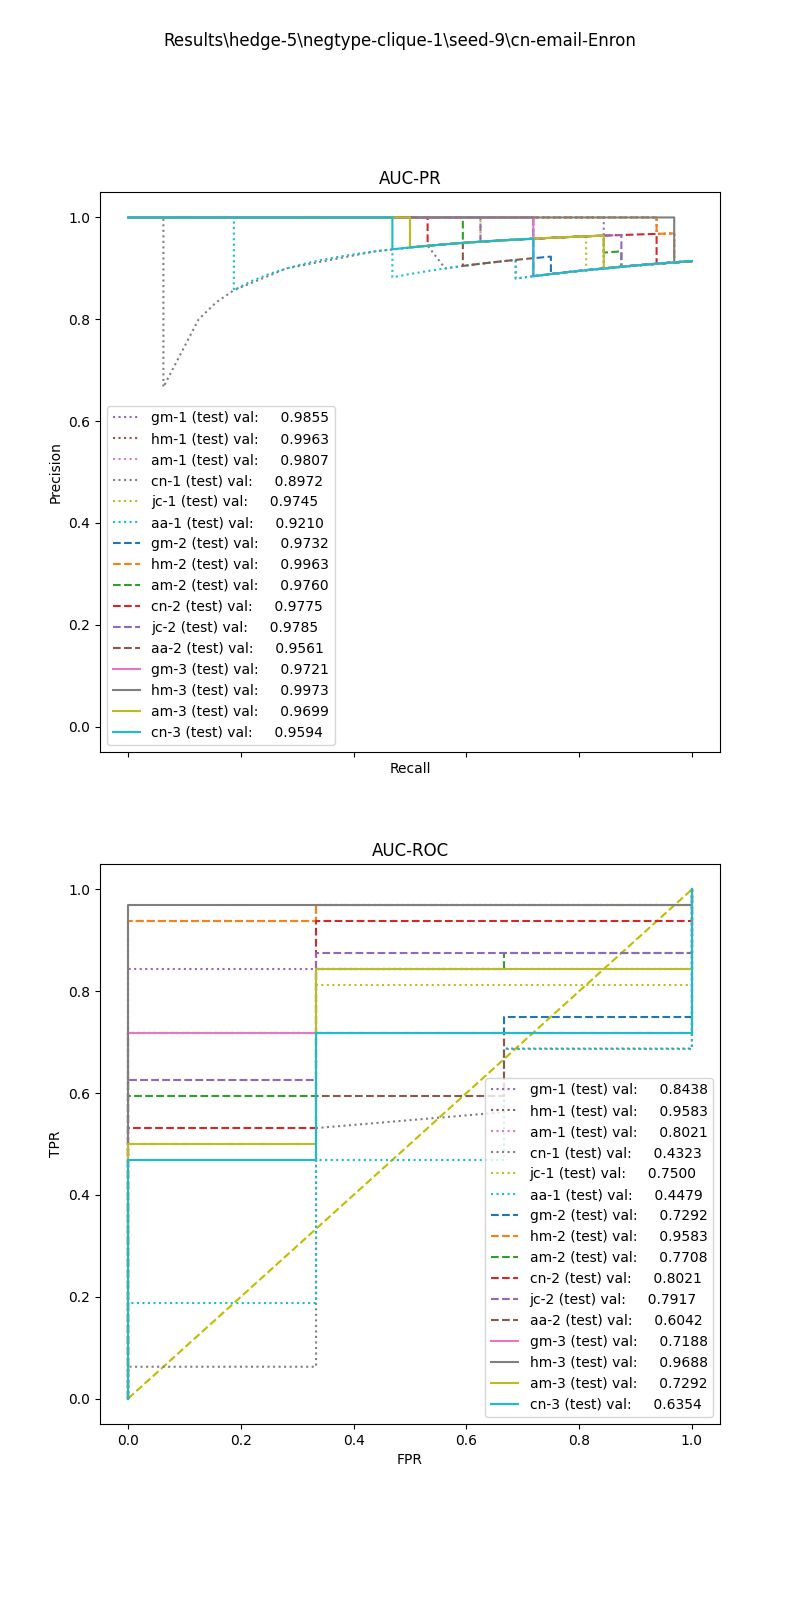 Results\hedge-5\negtype-clique-1\seed-9\cn-email-Enron
AUC-PR
1.0
0.8
0.6
0.4
0.2
0.0
Precision
gm-1 (test) val: 0.9855
hm-1 (test) val: 0.9963
am-1 (test) val: 0.9807
cn-1 (test) val: 0.8972
jc-1 (test) val: 0.9745
aa-1 (test) val: 0.9210
gm-2 (test) val: 0.9732
hm-2 (test) val: 0.9963
am-2 (test) val: 0.9760
cn-2 (test) val: 0.9775
jc-2 (test) val: 0.9785
aa-2 (test) val: 0.9561
gm-3 (test) val: 0.9721
hm-3 (test) val: 0.9973
am-3 (test) val: 0.9699
cn-3 (test) val: 0.9594
Recall
AUC-ROC
1.0
0.8
0.6
0.4
0.2
0.0
TPR
gm-1 (test) val: 0.8438
hm-1 (test) val: 0.9583
am-1 (test) val: 0.8021
cn-1 (test) val: 0.4323
jc-1 (test) val: 0.7500
aa-1 (test) val: 0.4479
gm-2 (test) val: 0.7292
hm-2 (test) val: 0.9583
am-2 (test) val: 0.7708
cn-2 (test) val: 0.8021
jc-2 (test) val: 0.7917
aa-2 (test) val: 0.6042
gm-3 (test) val: 0.7188
hm-3 (test) val: 0.9688
am-3 (test) val: 0.7292
cn-3 (test) val: 0.6354
0.0 0.2 0.4 0.6 0.8 1.0
FPR